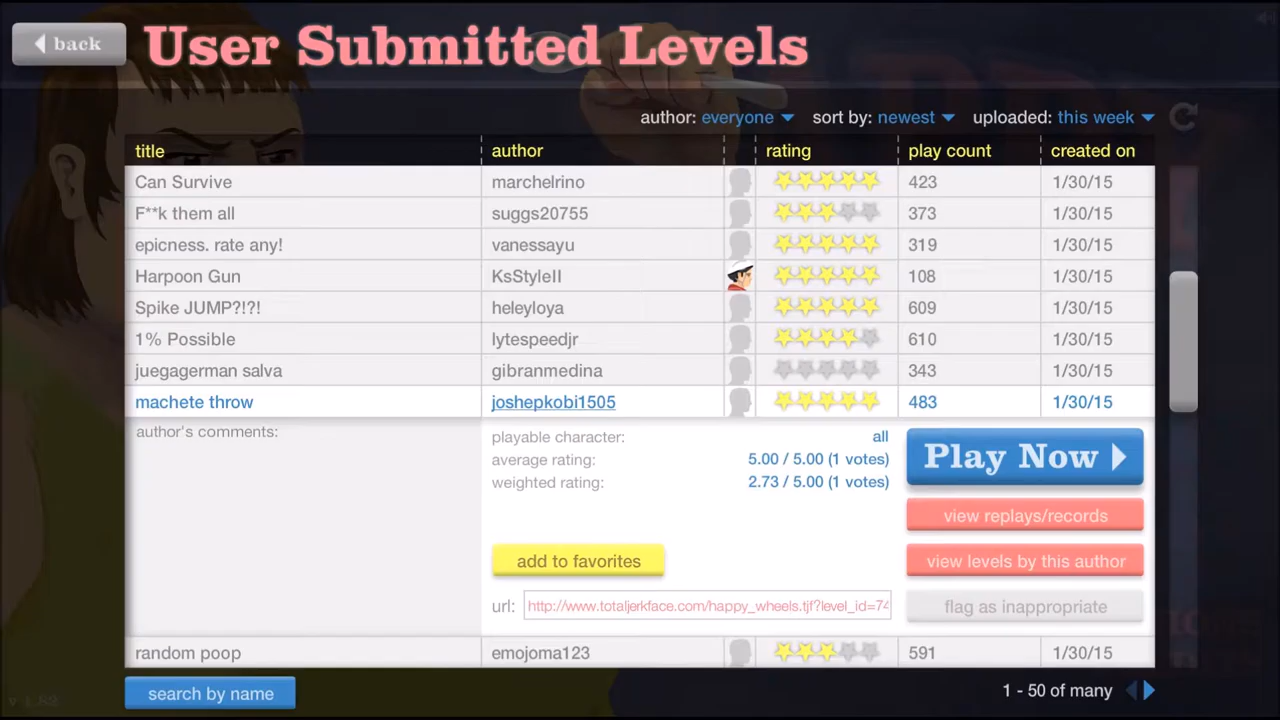 back
User Submitted Levels
author: everyone sort by: newest uploaded: this week
title author rating play count created on
Can Survive marchelrino 423 1/30/15
F**k them all suggs20755 373 1/30/15
epicness. rate any! vanessayu 319 1/30/15
Harpoon Gun KsStyleII 108 1/30/15
Spike JUMP?!?! heleyloya 609 1/30/15
1% Possible lytespeedjr 610 1/30/15
juegagerman salva gibranmedina 343 1/30/15
machete throw joshepkobi1505 483 1/30/15
author's comments:
playable character: all
average rating: 5.00 / 5.00 (1 votes)
weighted rating: 2.73 / 5.00 (1 votes)
Play Now
view replays/records
add to favorites
view levels by this author
url: http://www.totaljerkface.com/happy_wheels.tjf?level_id=74
flag as inappropriate
random poop emojoma123 591 1/30/15
search by name
1 - 50 of many